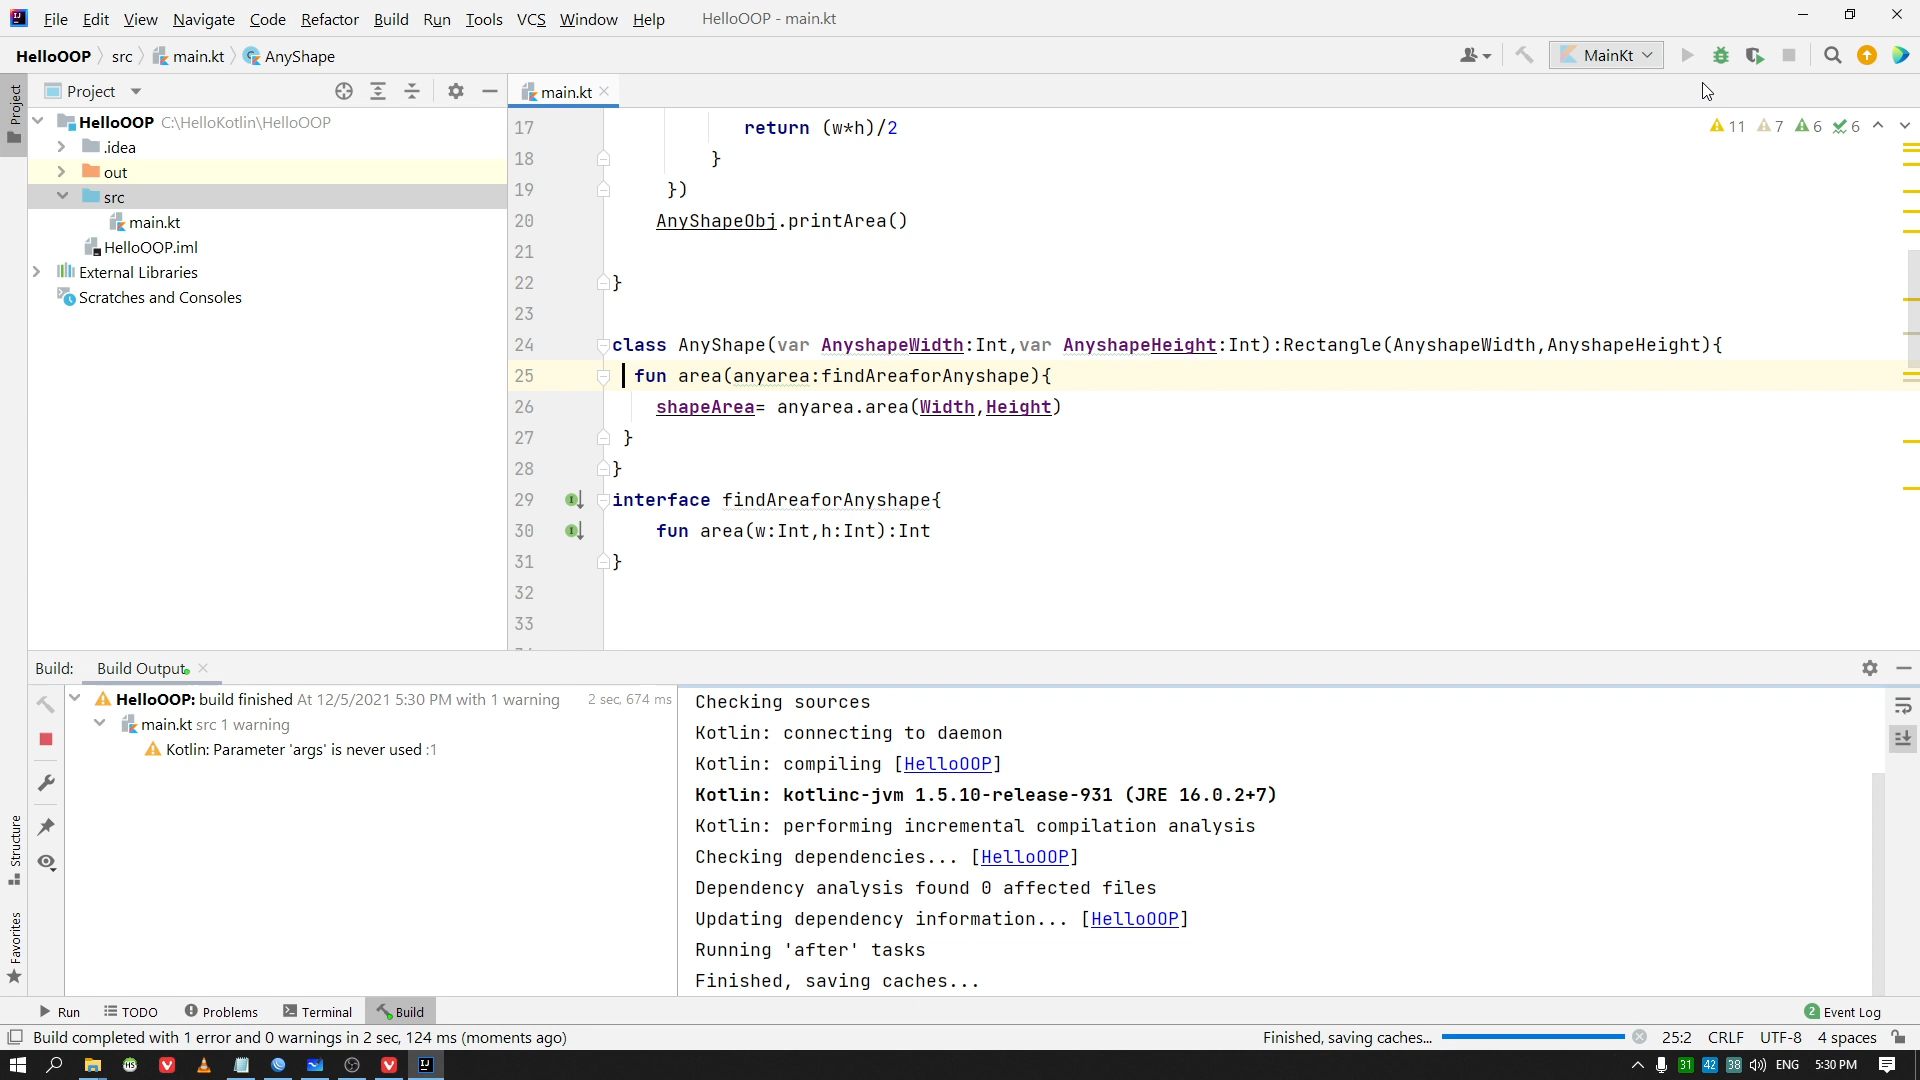 File Edit View Navigate Code Refactor Build Run Tools VCS Window Help HelloOOP - main.kt
HelloOOP src main.kt AnyShape MainKt
Project
Project main.kt
HelloOOP C:\HelloKotlin\HelloOOP
.idea
out
src
main.kt
HelloOOP.iml
External Libraries
Scratches and Consoles
11 7 6 6
17 return (w*h)/2
18 }
19 })
20 AnyShapeObj.printArea()
21
22 }
23
24 class AnyShape(var AnyshapeWidth:Int,var AnyshapeHeight:Int):Rectangle(AnyshapeWidth,AnyshapeHeight){
25 fun area(anyarea:findAreaforAnyshape){
26 shapeArea= anyarea.area(Width,Height)
27 }
28 }
29 interface findAreaforAnyshape{
30 fun area(w:Int,h:Int):Int
31 }
32
33
Build: Build Output
HelloOOP: build finished At 12/5/2021 5:30 PM with 1 warning 2 sec, 674 ms
main.kt src 1 warning
Kotlin: Parameter 'args' is never used :1
Checking sources
Kotlin: connecting to daemon
Kotlin: compiling [HelloOOP]
Kotlin: kotlinc-jvm 1.5.10-release-931 (JRE 16.0.2+7)
Kotlin: performing incremental compilation analysis
Checking dependencies... [HelloOOP]
Dependency analysis found 0 affected files
Updating dependency information... [HelloOOP]
Running 'after' tasks
Finished, saving caches...
Structure
Favorites
Run TODO Problems Terminal Build 2 Event Log
Build completed with 1 error and 0 warnings in 2 sec, 124 ms (moments ago) Finished, saving caches... 25:2 CRLF UTF-8 4 spaces
31 42 38 ENG 5:30 PM